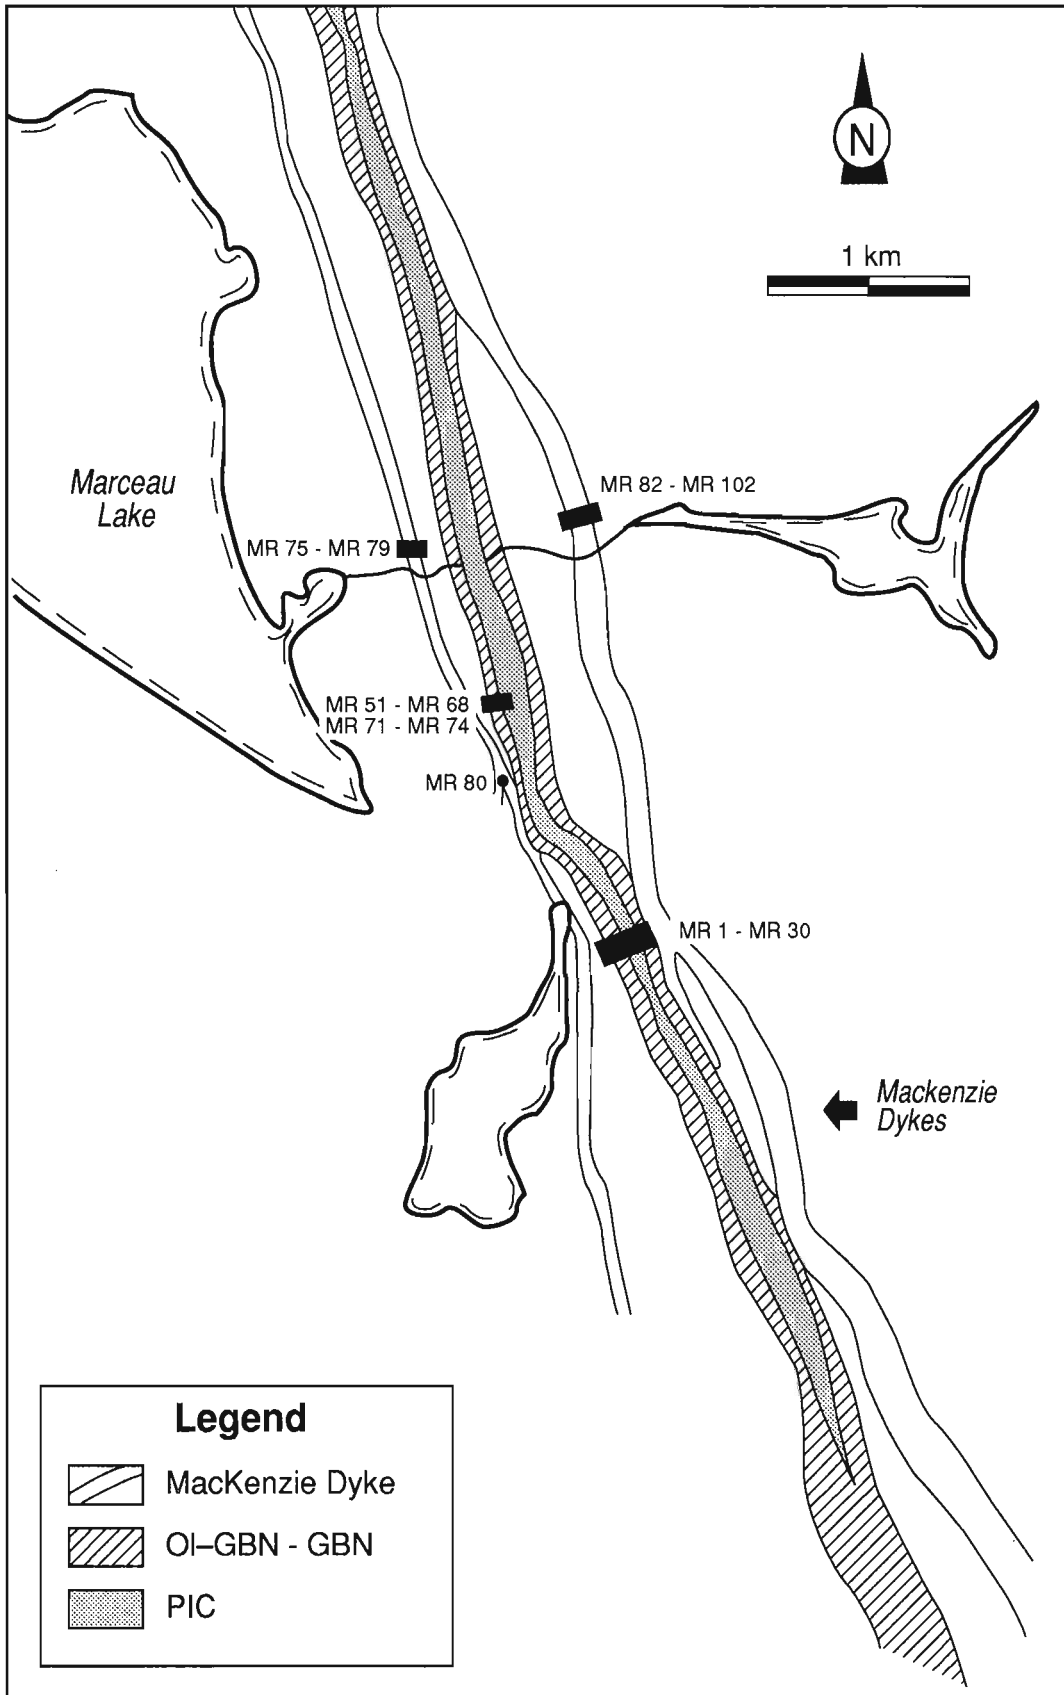 N
1 km
Marceau
Lake
MR 82 - MR 102
MR 75 - MR 79
MR 51 - MR 68
MR 71 - MR 74
MR 80
MR 1 - MR 30
Mackenzie
Dykes
Legend
MacKenzie Dyke
Ol–GBN - GBN
PIC